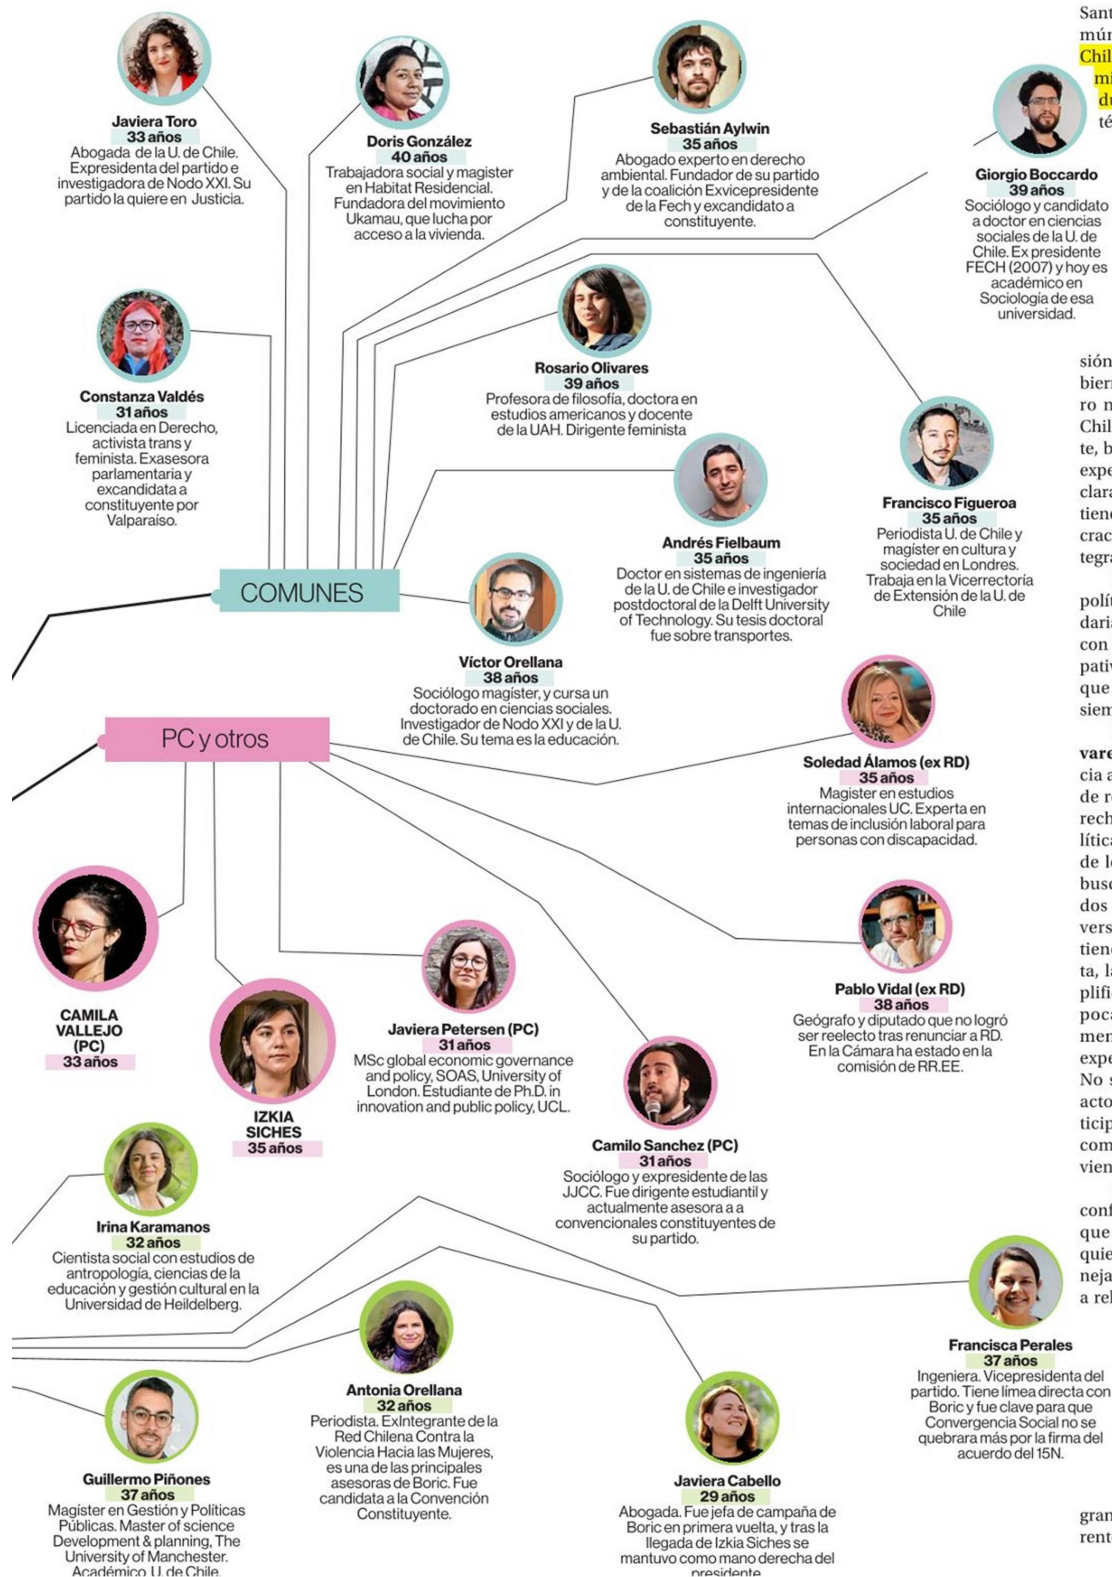 Javiera Toro
33 años
Abogada de la U. de Chile.
Expresidenta del partido e
investigadora de Nodo XXI. Su
partido la quiere en Justicia.
Doris González
40 años
Trabajadora social y magister
en Habitat Residencial.
Fundadora del movimiento
Ukamau, que lucha por
acceso a la vivienda.
Sebastián Aylwin
35 años
Abogado experto en derecho
ambiental. Fundador de su partido
y de la coalición Exvicepresidente
de la Fech y excandidato a
constituyente.
Giorgio Boccardo
39 años
Sociólogo y candidato
a doctor en ciencias
sociales de la U. de
Chile. Ex presidente
FECH (2007) y hoy es
académico en
Sociología de esa
universidad.
Constanza Valdés
31 años
Licenciada en Derecho,
activista trans y
feminista. Exasesora
parlamentaria y
excandidata a
constituyente por
Valparaíso.
Rosario Olivares
39 años
Profesora de filosofía, doctora en
estudios americanos y docente
de la UAH. Dirigente feminista
Francisco Figueroa
35 años
Periodista U. de Chile y
magíster en cultura y
sociedad en Londres.
Trabaja en la Vicerrectoría
de Extensión de la U. de
Chile
Andrés Fielbaum
35 años
Doctor en sistemas de ingeniería
de la U. de Chile e investigador
postdoctoral de la Delft University
of Technology. Su tesis doctoral
fue sobre transportes.
COMUNES
Víctor Orellana
38 años
Sociólogo magíster, y cursa un
doctorado en ciencias sociales.
Investigador de Nodo XXI y de la U.
de Chile. Su tema es la educación.
PC y otros
Soledad Álamos (ex RD)
35 años
Magister en estudios
internacionales UC. Experta en
temas de inclusión laboral para
personas con discapacidad.
Pablo Vidal (ex RD)
38 años
Geógrafo y diputado que no logró
ser reelecto tras renunciar a RD.
En la Cámara ha estado en la
comisión de RR.EE.
CAMILA
VALLEJO
(PC)
33 años
IZKIA
SICHES
35 años
Javiera Petersen (PC)
31 años
MSc global economic governance
and policy, SOAS, University of
London. Estudiante de Ph.D. in
innovation and public policy, UCL.
Camilo Sanchez (PC)
31 años
Sociólogo y expresidente de las
JJCC. Fue dirigente estudiantil y
actualmente asesora a a
convencionales constituyentes de
su partido.
Irina Karamanos
32 años
Cientista social con estudios de
antropología, ciencias de la
educación y gestión cultural en la
Universidad de Heildelberg.
Antonia Orellana
32 años
Periodista. ExIntegrante de la
Red Chilena Contra la
Violencia Hacia las Mujeres,
es una de las principales
asesoras de Boric. Fue
candidata a la Convención
Constituyente.
Francisca Perales
37 años
Ingeniera. Vicepresidenta del
partido. Tiene límea directa con
Boric y fue clave para que
Convergencia Social no se
quebrara más por la firma del
acuerdo del 15N.
Guillermo Piñones
37 años
Magíster en Gestión y Políticas
Públicas. Master of science
Development & planning, The
University of Manchester.
Académico U. de Chile.
Javiera Cabello
29 años
Abogada. Fue jefa de campaña de
Boric en primera vuelta, y tras la
llegada de Izkia Siches se
mantuvo como mano derecha del
presidente